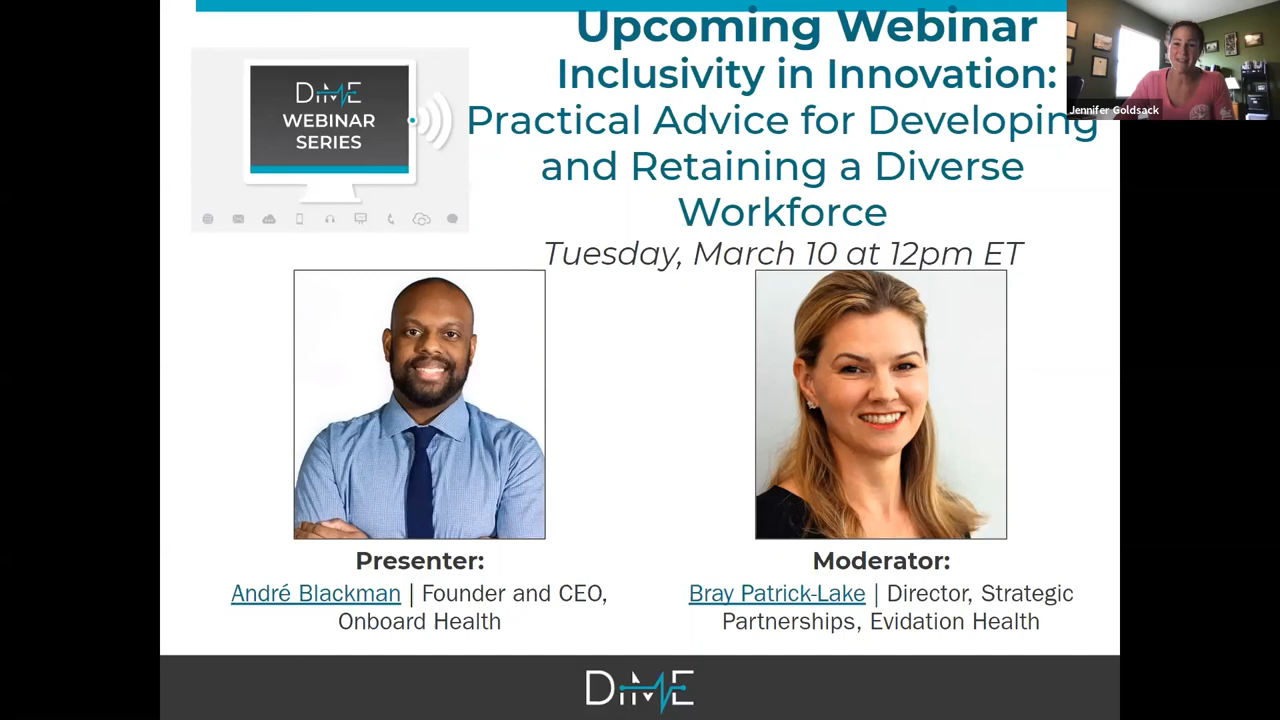 Upcoming Webinar
Inclusivity in Innovation:
Practical Advice for Developing
and Retaining a Diverse
Workforce
Tuesday, March 10 at 12pm ET
DiME
WEBINAR
SERIES
Jennifer Goldsack
Presenter:
André Blackman | Founder and CEO,
Onboard Health
Moderator:
Bray Patrick-Lake | Director, Strategic
Partnerships, Evidation Health
DiME